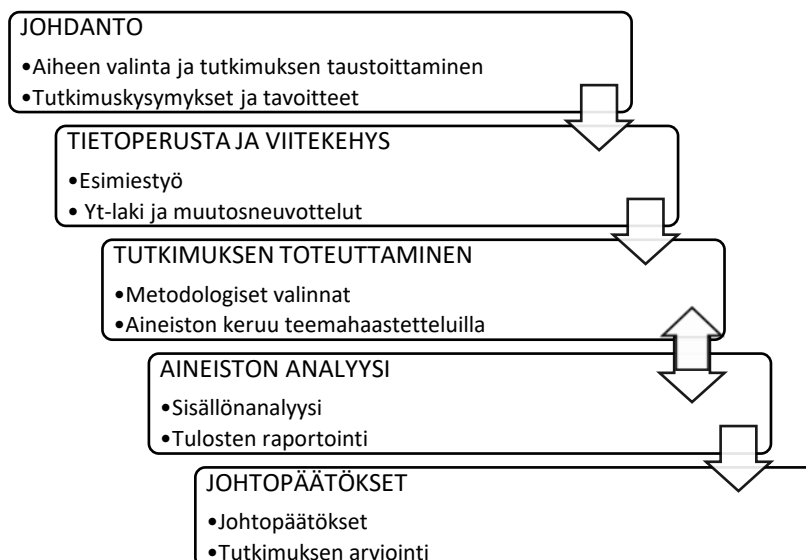 JOHDANTO
•Aiheen valinta ja tutkimuksen taustoittaminen
•Tutkimuskysymykset ja tavoitteet
TIETOPERUSTA JA VIITEKEHYS
•Esimiestyö
• Yt-laki ja muutosneuvottelut
TUTKIMUKSEN TOTEUTTAMINEN
•Metodologiset valinnat
•Aineiston keruu teemahaastetteluilla
AINEISTON ANALYYSI
•Sisällönanalyysi
•Tulosten raportointi
JOHTOPÄÄTÖKSET
•Johtopäätökset
•Tutkimuksen arviointi